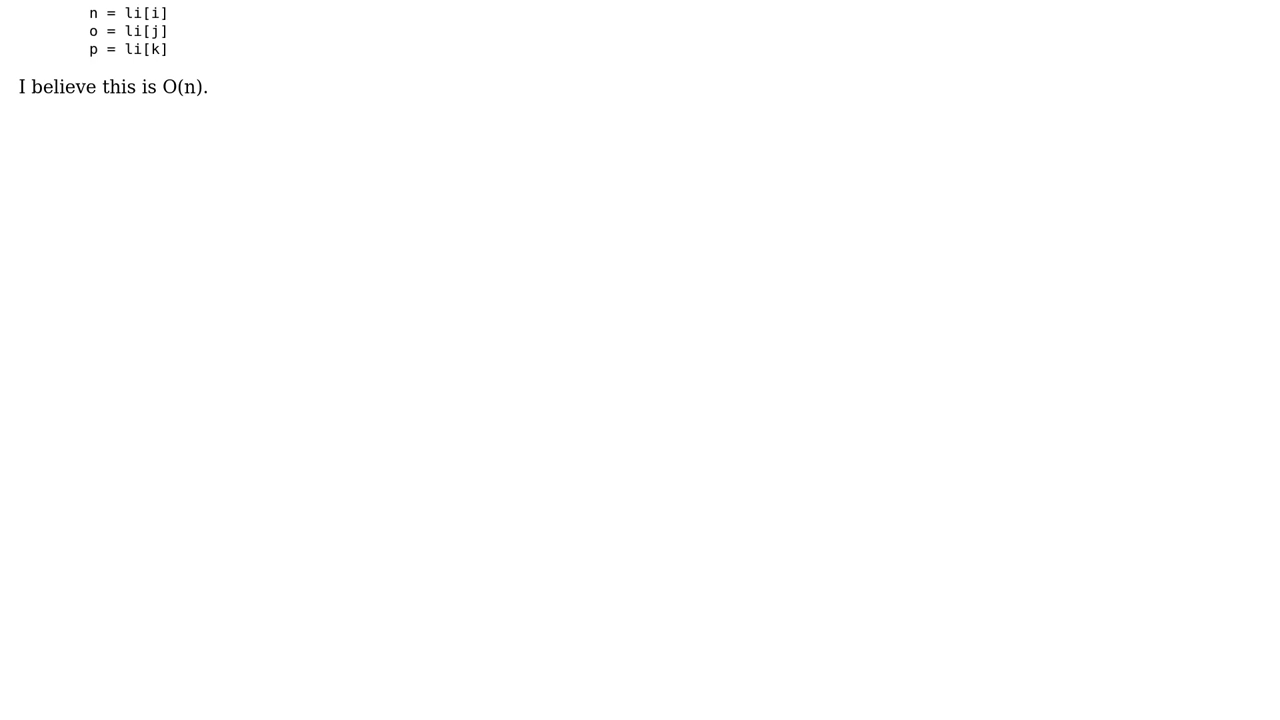 n = li[i]
o = li[j]
p = li[k]
I believe this is O(n).